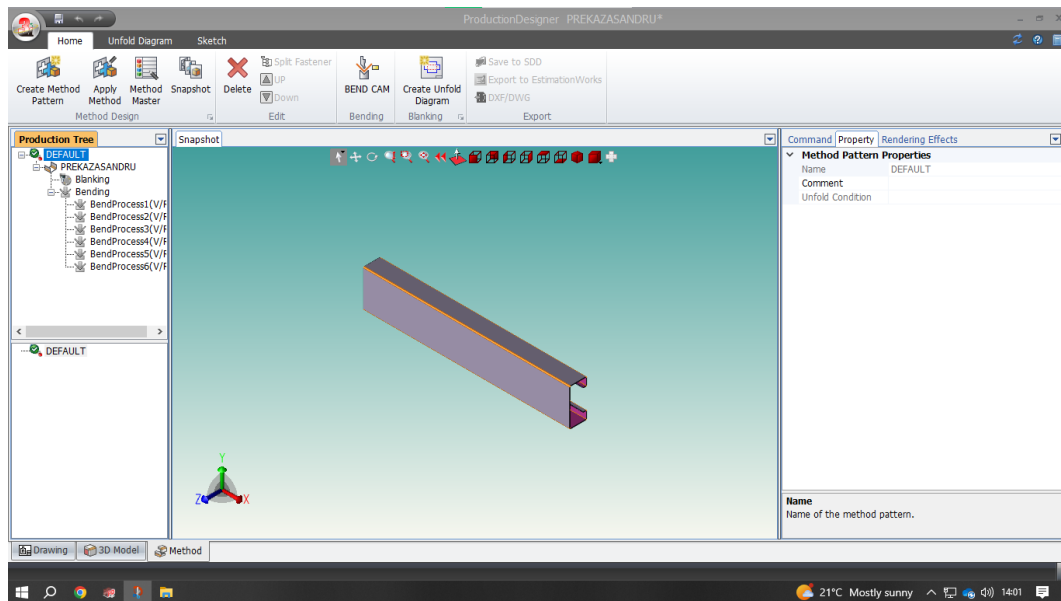 ProductionDesigner PREKAZASANDRU*
Home Unfold Diagram Sketch
Create Method Pattern
Apply Method
Method Master
Snapshot
Delete
Split Fastener
UP
Down
BEND CAM
Create Unfold Diagram
Save to SDD
Export to EstimationWorks
DXF/DWG
Method Design Edit Bending Blanking Export
Production Tree
DEFAULT
PREKAZASANDRU
Blanking
Bending
BendProcess1(V/F
BendProcess2(V/F
BendProcess3(V/F
BendProcess4(V/F
BendProcess5(V/F
BendProcess6(V/F
DEFAULT
Snapshot
Y
Z X
Command Property Rendering Effects
Method Pattern Properties
Name DEFAULT
Comment
Unfold Condition
Name
Name of the method pattern.
Drawing 3D Model Method
21°C Mostly sunny 14:01